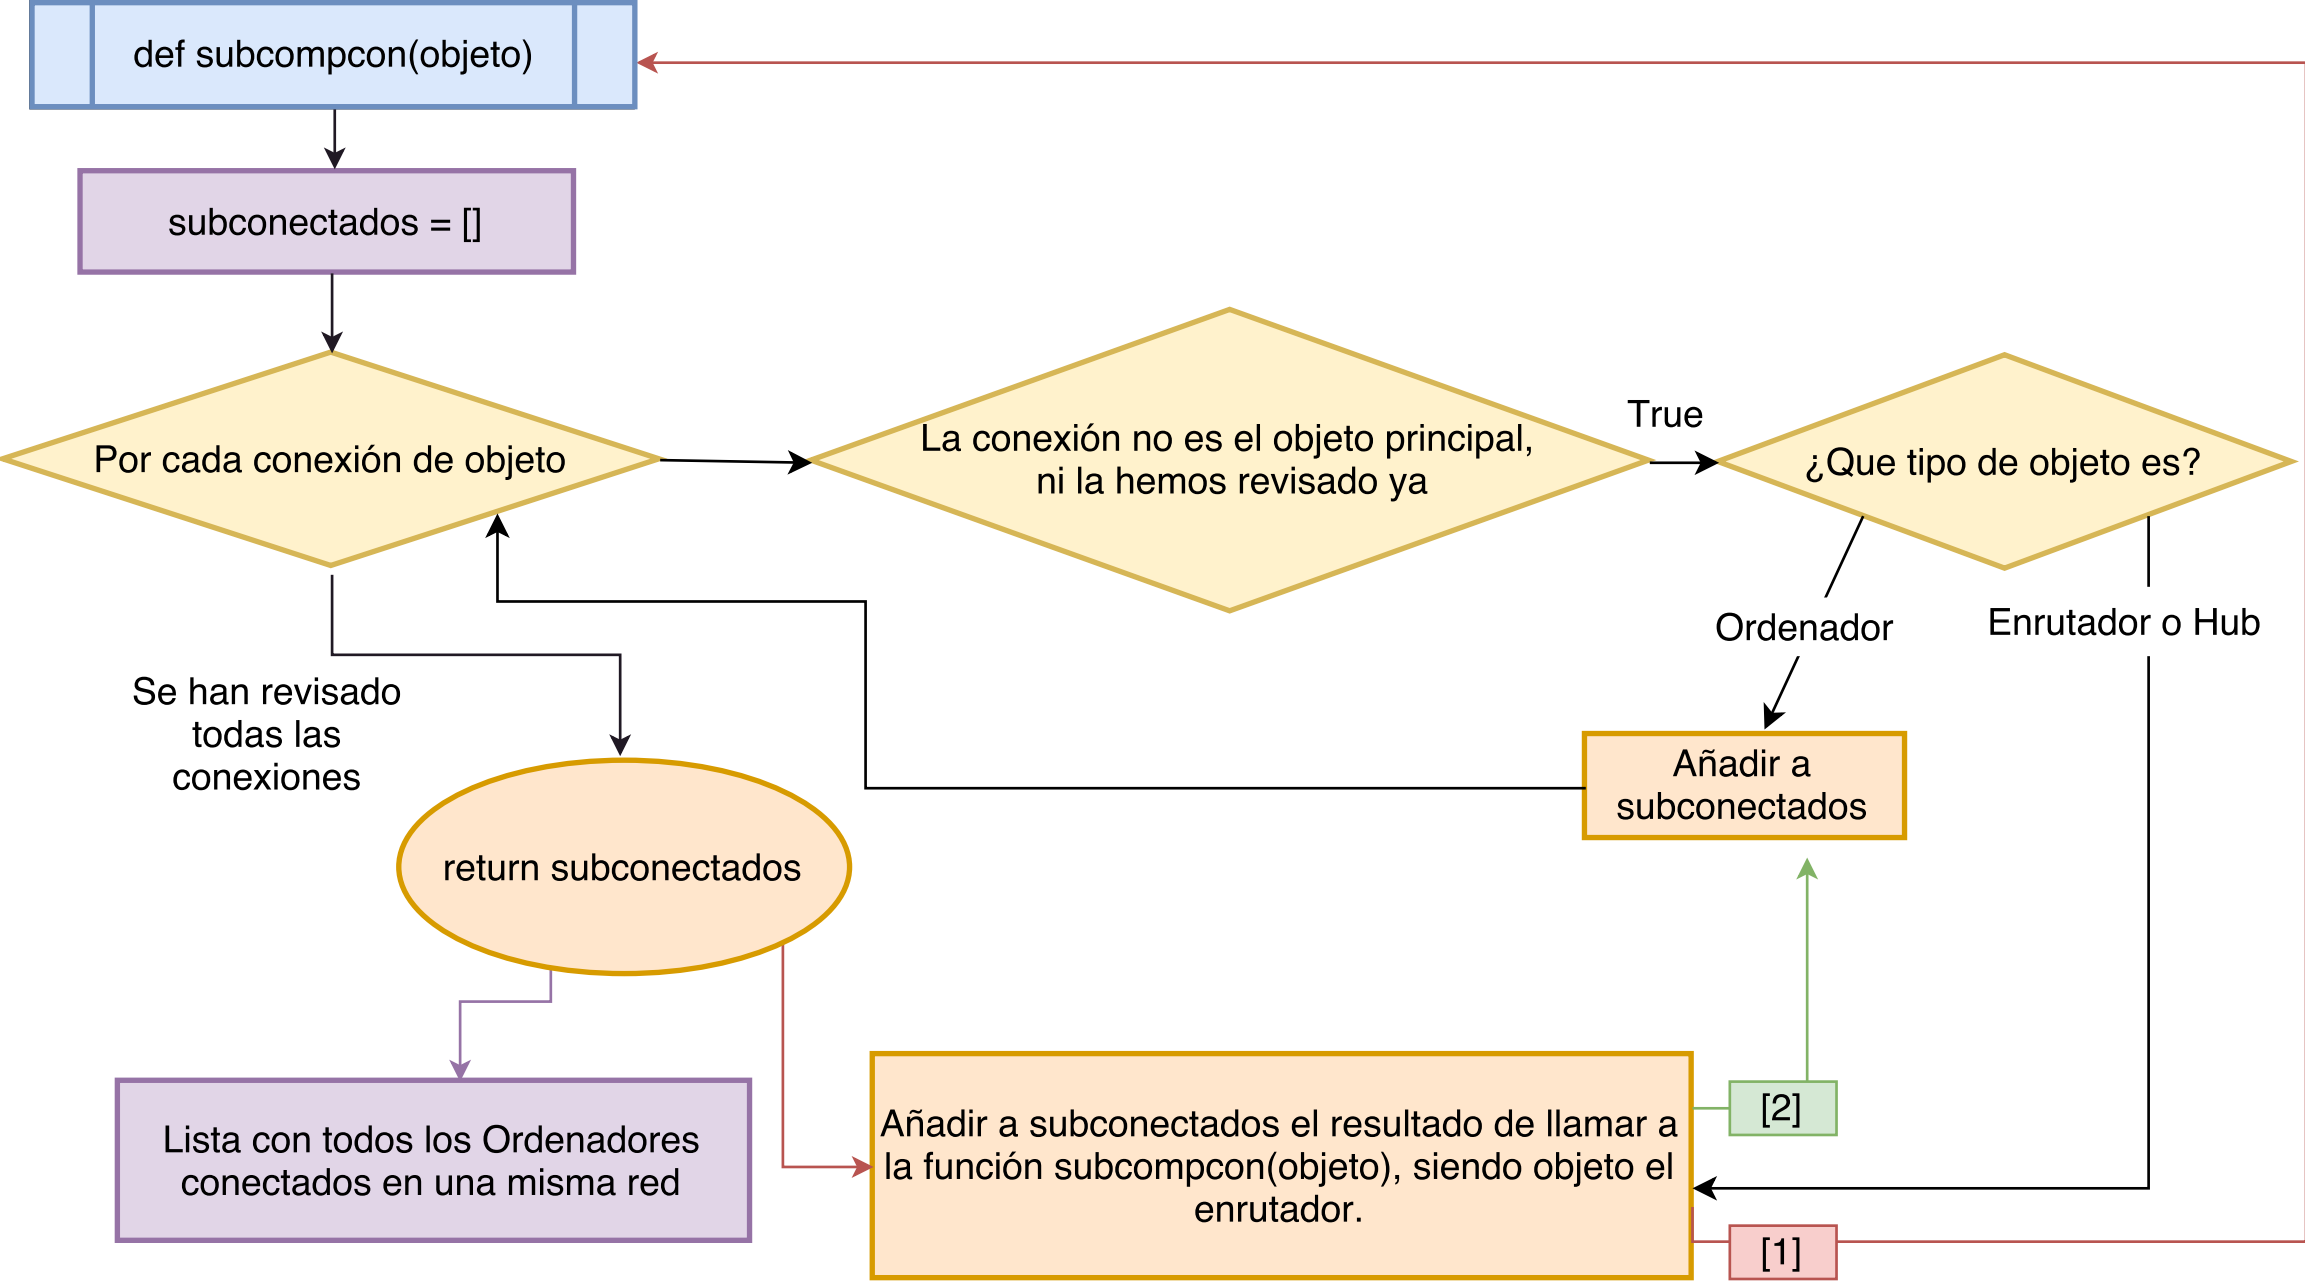 def subcompcon(objeto)
subconectados = []
Por cada conexión de objeto
La conexión no es el objeto principal,
ni la hemos revisado ya
True
¿Que tipo de objeto es?
Ordenador
Enrutador o Hub
Se han revisado
todas las
conexiones
Añadir a
subconectados
return subconectados
Lista con todos los Ordenadores
conectados en una misma red
Añadir a subconectados el resultado de llamar a
la función subcompcon(objeto), siendo objeto el
enrutador.
[2]
[1]